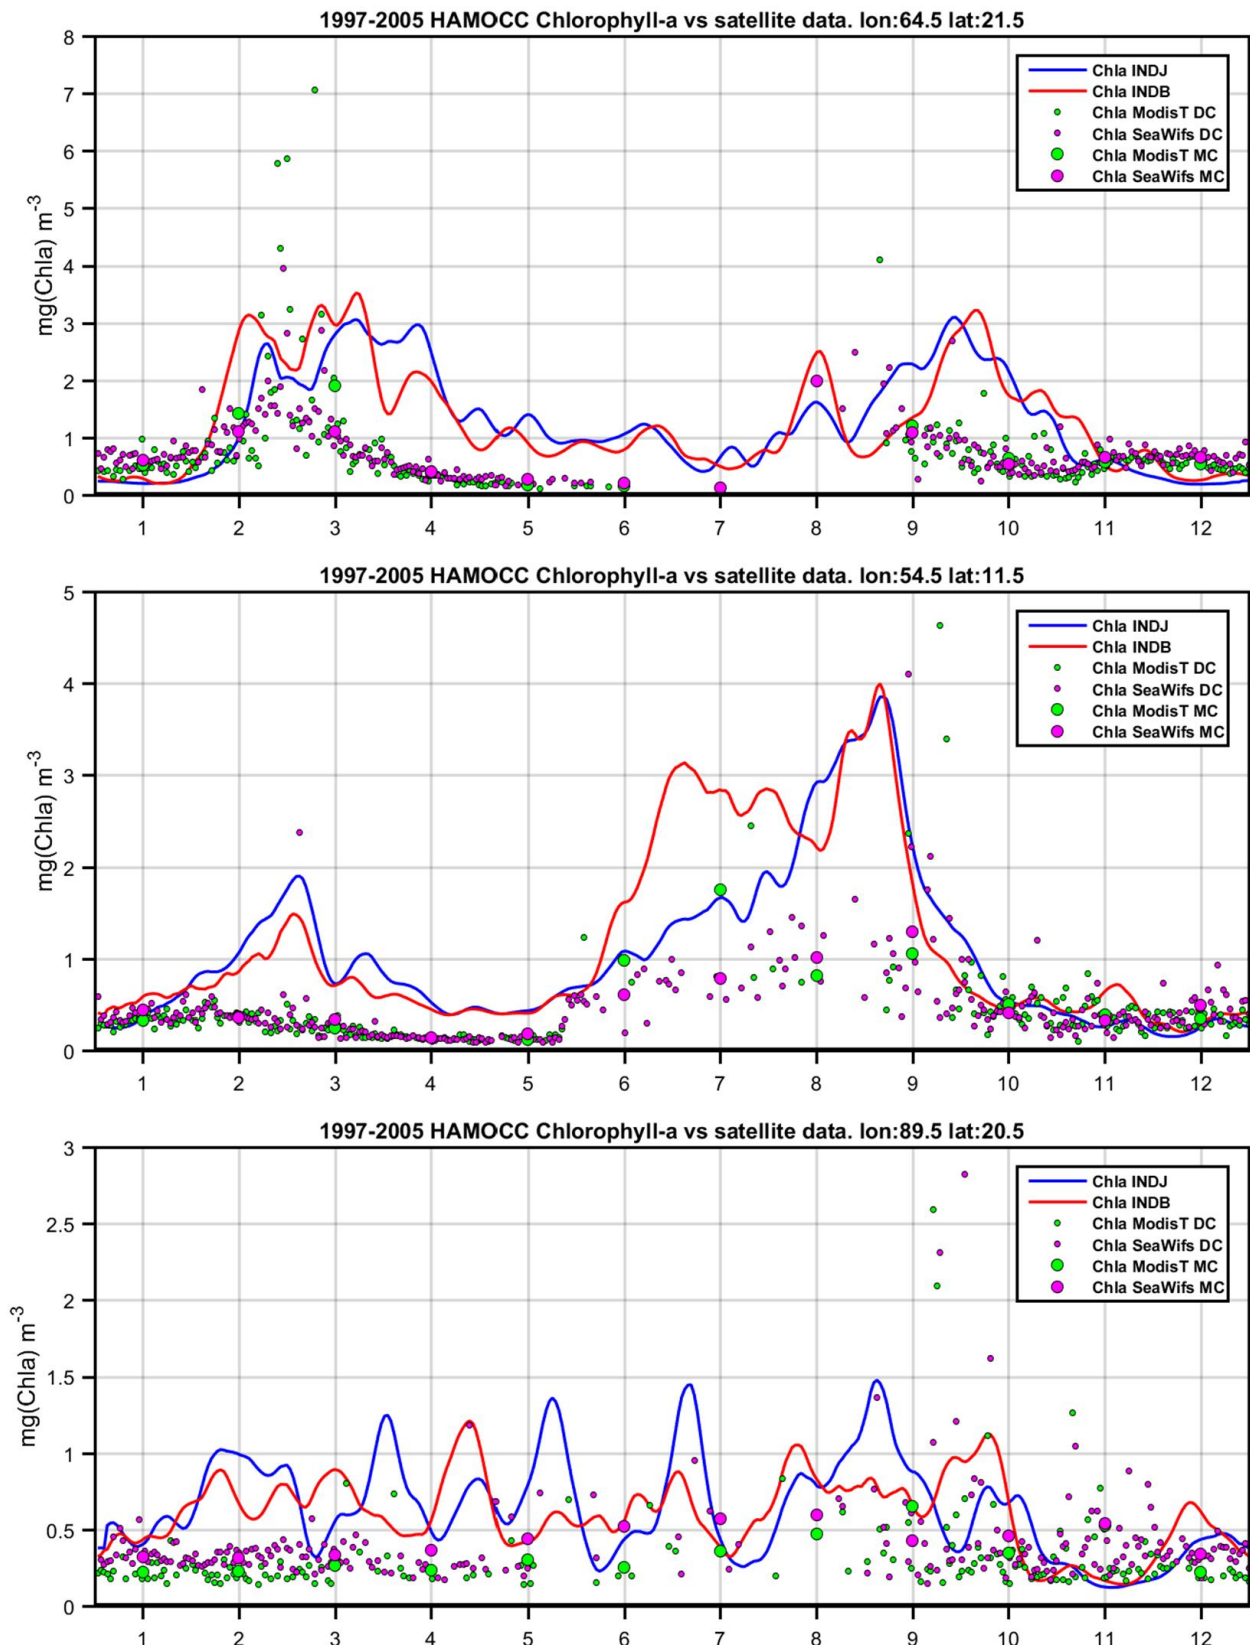 1997-2005 HAMOCC Chlorophyll-a vs satellite data. lon:64.5 lat:21.5
mg(Chla) m-3
8
7
6
5
4
3
2
1
0
Chla INDJ
Chla INDB
Chla ModisT DC
Chla SeaWifs DC
Chla ModisT MC
Chla SeaWifs MC
1 2 3 4 5 6 7 8 9 10 11 12
1997-2005 HAMOCC Chlorophyll-a vs satellite data. lon:54.5 lat:11.5
mg(Chla) m-3
5
4
3
2
1
0
Chla INDJ
Chla INDB
Chla ModisT DC
Chla SeaWifs DC
Chla ModisT MC
Chla SeaWifs MC
1 2 3 4 5 6 7 8 9 10 11 12
1997-2005 HAMOCC Chlorophyll-a vs satellite data. lon:89.5 lat:20.5
mg(Chla) m-3
3
2.5
2
1.5
1
0.5
0
Chla INDJ
Chla INDB
Chla ModisT DC
Chla SeaWifs DC
Chla ModisT MC
Chla SeaWifs MC
1 2 3 4 5 6 7 8 9 10 11 12